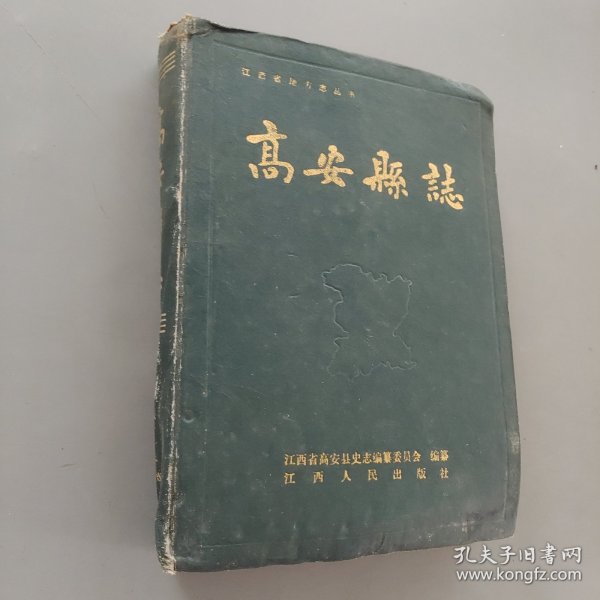 江西省地方志丛书
高安縣誌
江西省高安县史志编纂委员会 编纂
江西人民出版社
孔夫子旧书网
www.kongfz.com